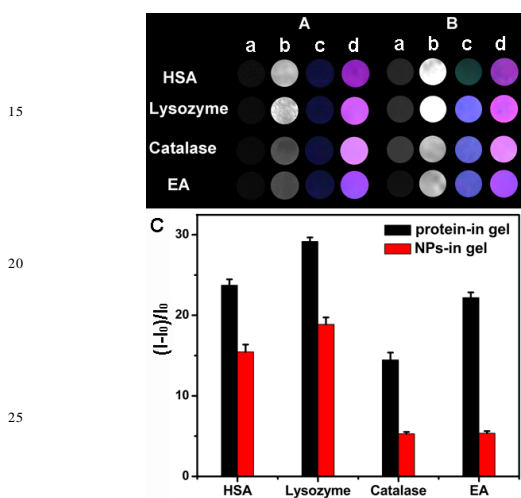 A B
a b c d a b c d
HSA
15
Lysozyme
Catalase
EA
C
protein-in gel
NPs-in gel
30
20
10
0
(I-I0)/I0
20
25
HSA Lysozyme Catalase EA